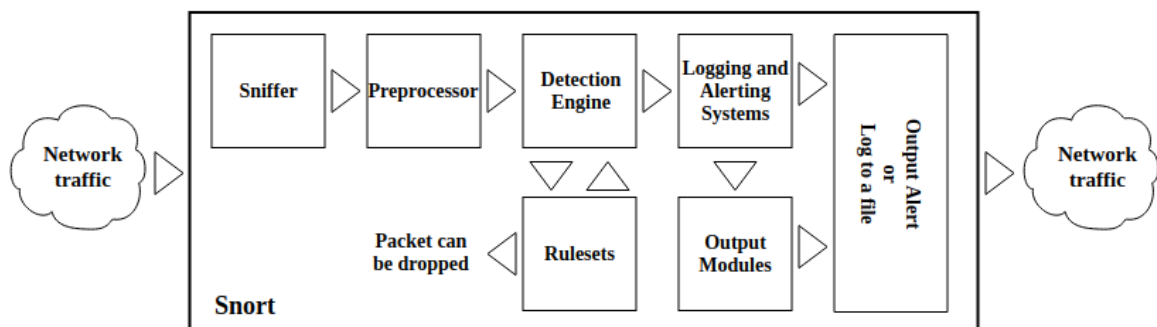 Network
traffic
Sniffer
Preprocessor
Detection
Engine
Logging and
Alerting
Systems
Output Alert
or
Log to a file
Packet can
be dropped
Rulesets
Output
Modules
Snort
Network
traffic